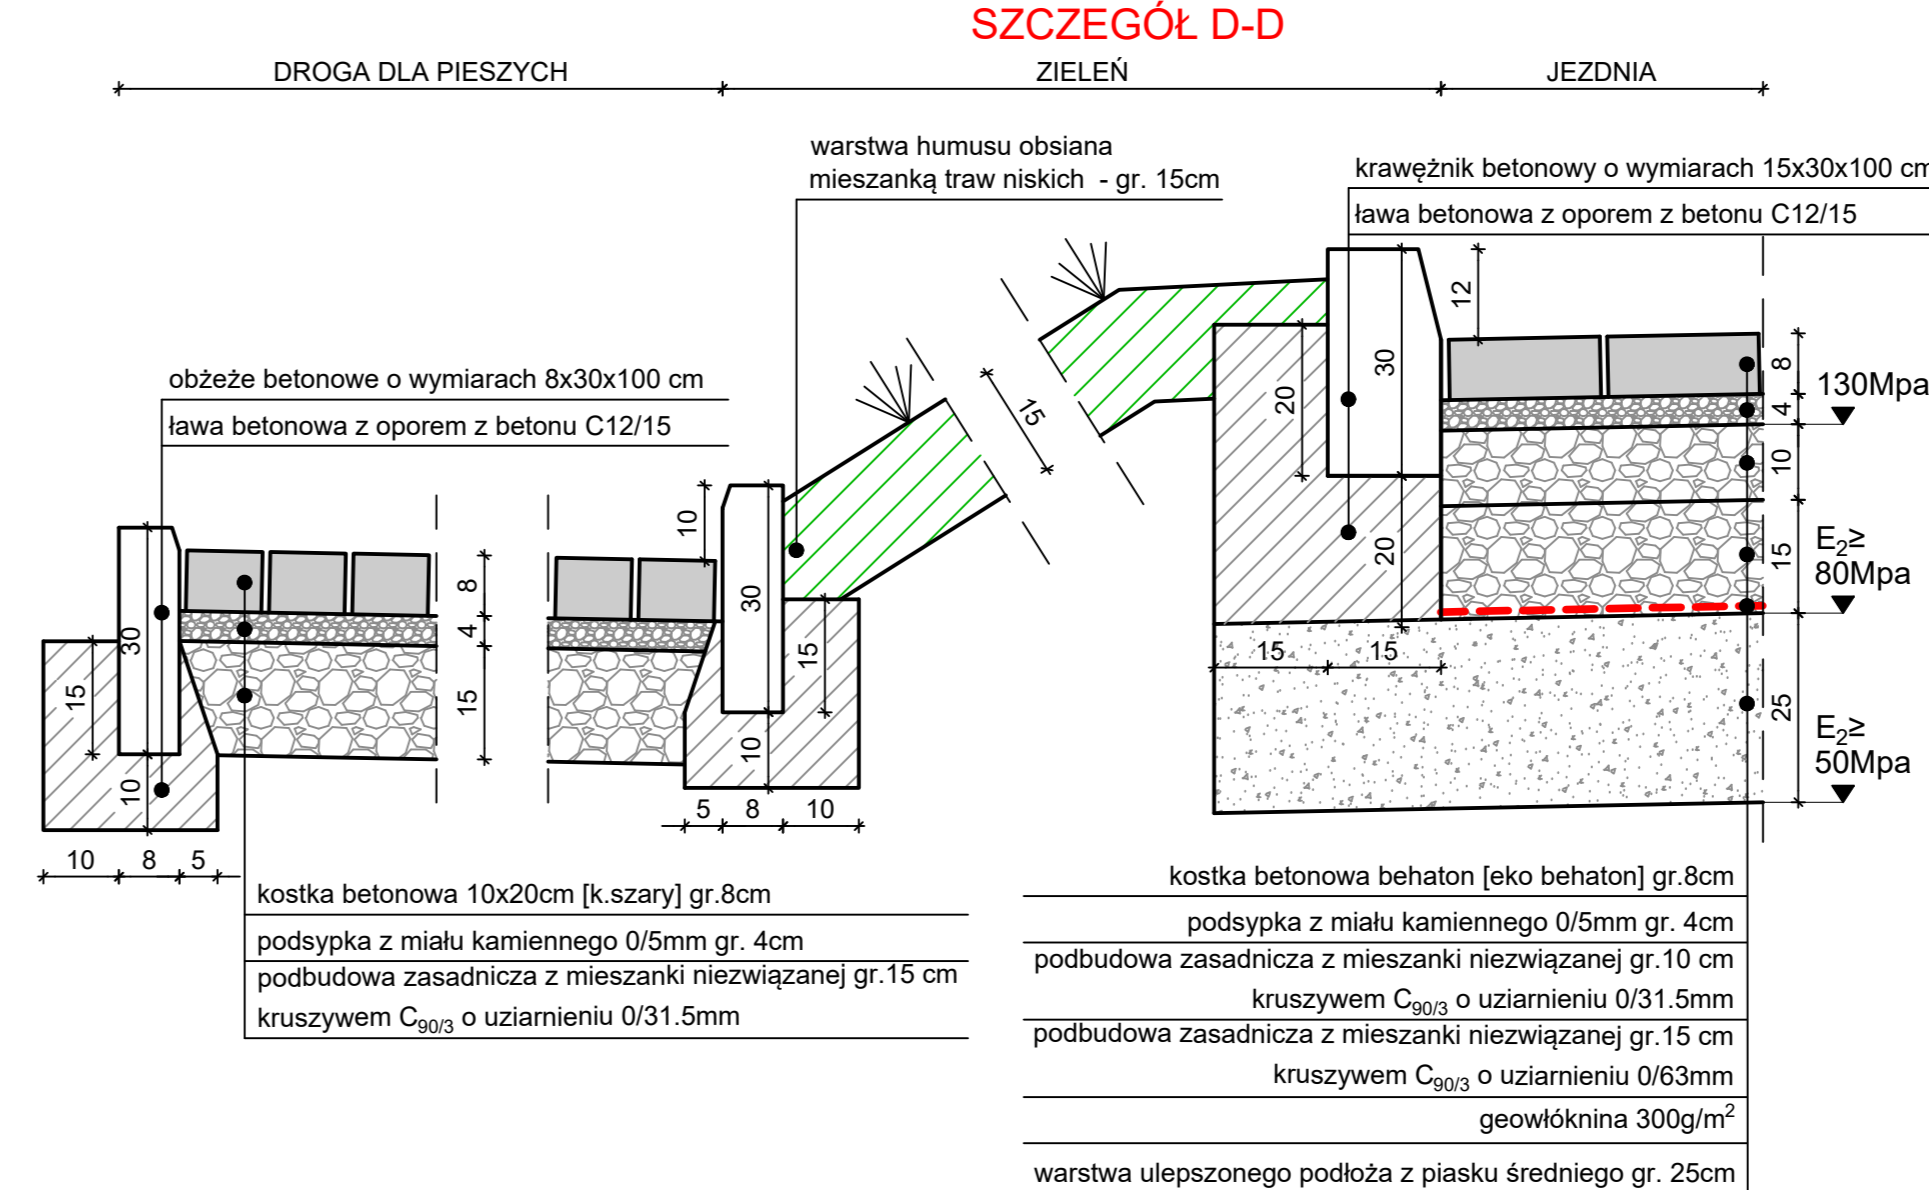 SZCZEGÓŁ D-D
DROGA DLA PIESZYCH
ZIELEŃ
JEZDNIA
warstwa humusu obsiana
mieszanką traw niskich - gr. 15cm
krawężnik betonowy o wymiarach 15x30x100 cm
ława betonowa z oporem z betonu C12/15
obżeże betonowe o wymiarach 8x30x100 cm
ława betonowa z oporem z betonu C12/15
12
30
20
20
15
15
15
8
4
10
15
25
130Mpa
E₂≥
80Mpa
E₂≥
50Mpa
10
30
15
10
5
8
10
8
4
15
30
15
10
10
8
5
kostka betonowa 10x20cm [k.szary] gr.8cm
podsypka z miału kamiennego 0/5mm gr. 4cm
podbudowa zasadnicza z mieszanki niezwiązanej gr.15 cm
kruszywem C90/3 o uziarnieniu 0/31.5mm
kostka betonowa behaton [eko behaton] gr.8cm
podsypka z miału kamiennego 0/5mm gr. 4cm
podbudowa zasadnicza z mieszanki niezwiązanej gr.10 cm
kruszywem C90/3 o uziarnieniu 0/31.5mm
podbudowa zasadnicza z mieszanki niezwiązanej gr.15 cm
kruszywem C90/3 o uziarnieniu 0/63mm
geowłóknina 300g/m²
warstwa ulepszonego podłoża z piasku średniego gr. 25cm